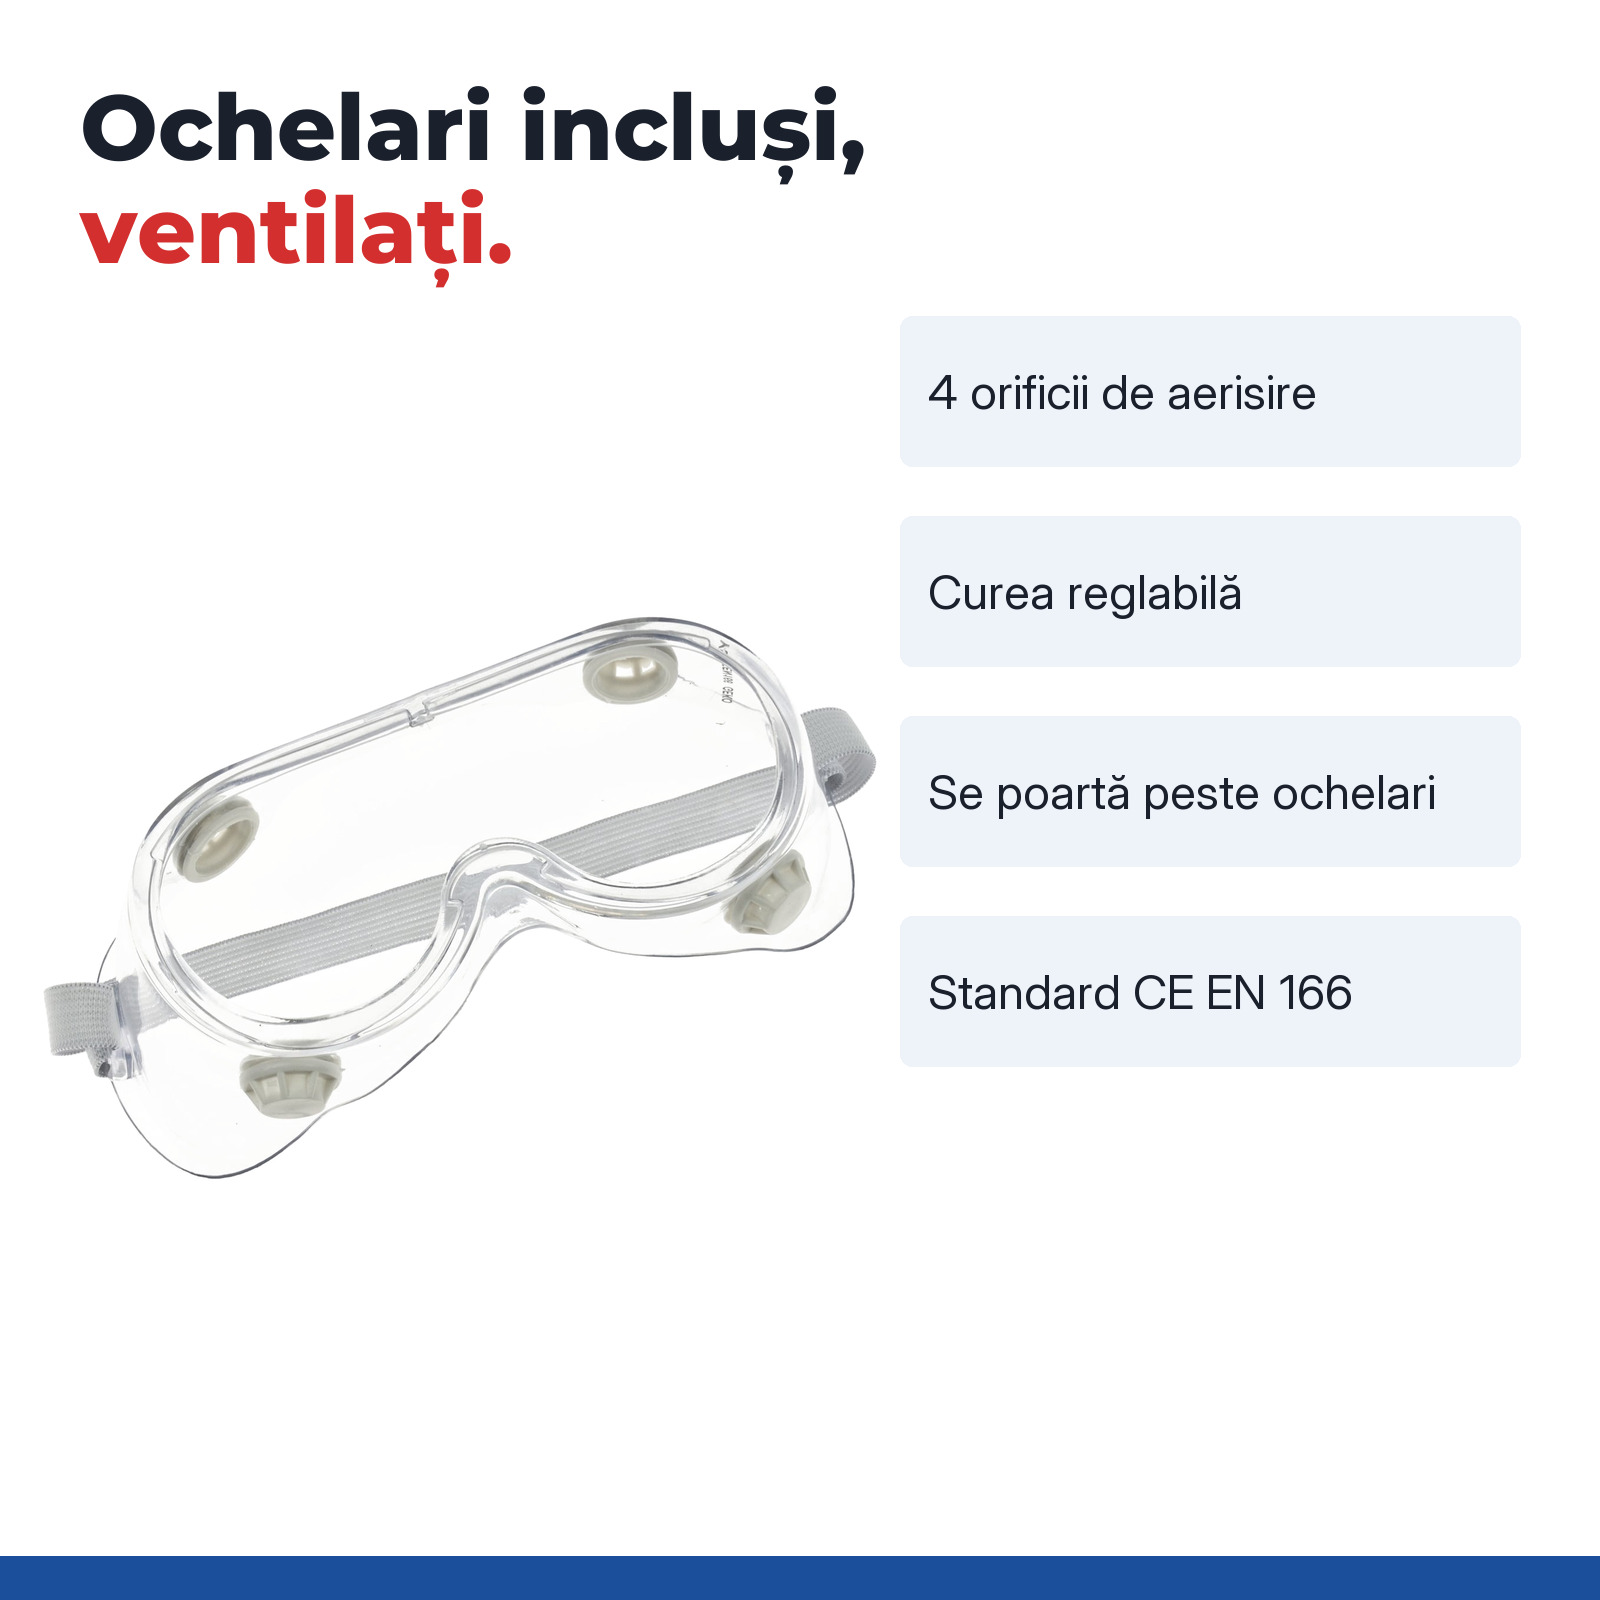 Ochelari incluși,
ventilați.
4 orificii de aerisire
Curea reglabilă
Se poartă peste ochelari
Standard CE EN 166